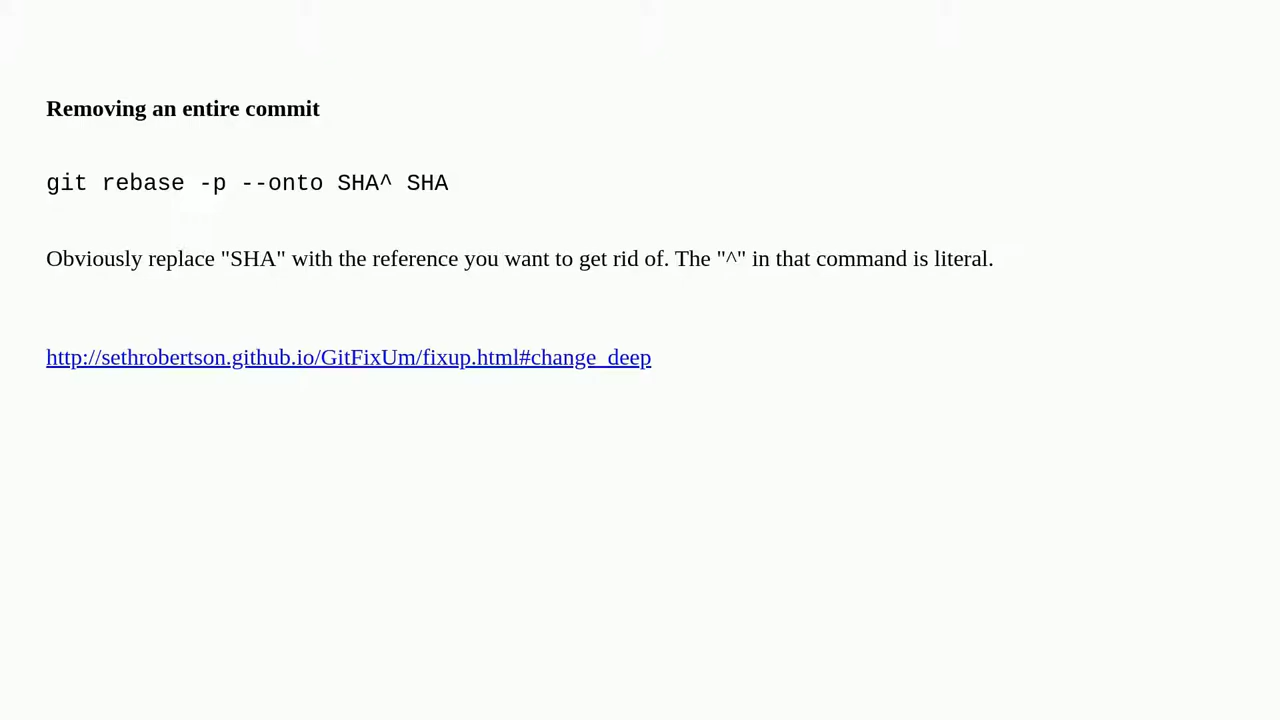 Removing an entire commit
git rebase -p --onto SHA^ SHA
Obviously replace "SHA" with the reference you want to get rid of. The "^" in that command is literal.
http://sethrobertson.github.io/GitFixUm/fixup.html#change_deep